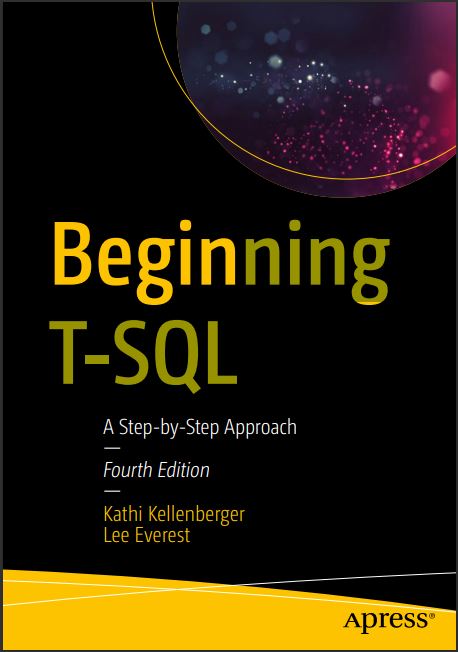 Beginning
T-SQL
A Step-by-Step Approach
Fourth Edition
Kathi Kellenberger
Lee Everest
Apress®